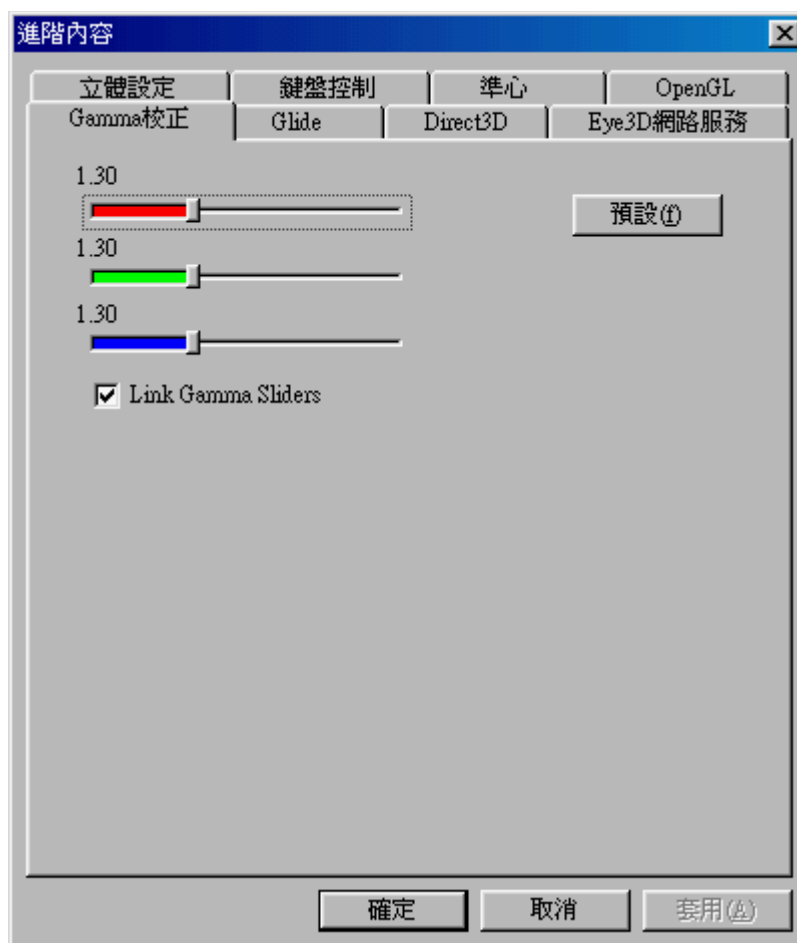 進階內容
立體設定 鍵盤控制 準心 OpenGL
Gamma校正 Glide Direct3D Eye3D網路服務
1.30
預設(f)
1.30
1.30
Link Gamma Sliders
確定 取消 套用(A)